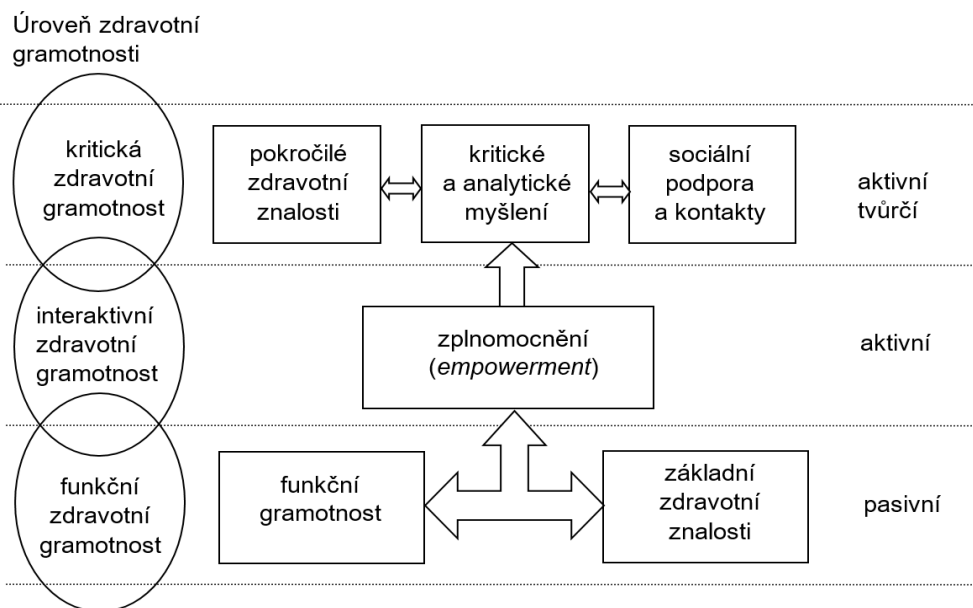 Úroveň zdravotní
gramotnosti
kritická
zdravotní
gramotnost
pokročilé
zdravotní
znalosti
kritické
a analytické
myšlení
sociální
podpora
a kontakty
aktivní
tvůrčí
interaktivní
zdravotní
gramotnost
zplnomocnění
(empowerment)
aktivní
funkční
zdravotní
gramotnost
funkční
gramotnost
základní
zdravotní
znalosti
pasivní